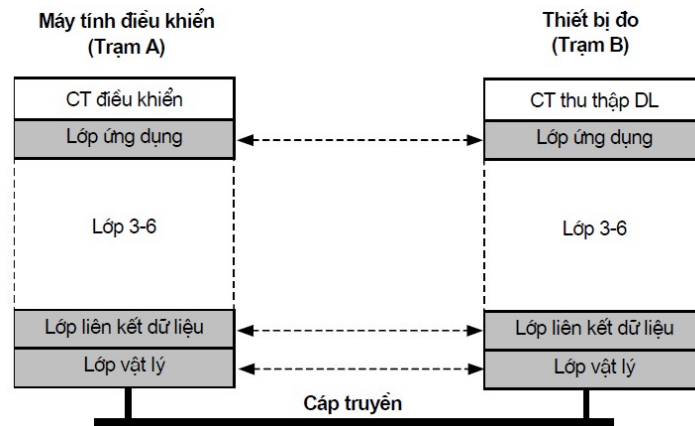 Máy tính điều khiển
(Trạm A)
Thiết bị đo
(Trạm B)
CT điều khiển
CT thu thập DL
Lớp ứng dụng
Lớp ứng dụng
Lớp 3-6
Lớp 3-6
Lớp liên kết dữ liệu
Lớp liên kết dữ liệu
Lớp vật lý
Lớp vật lý
Cáp truyền